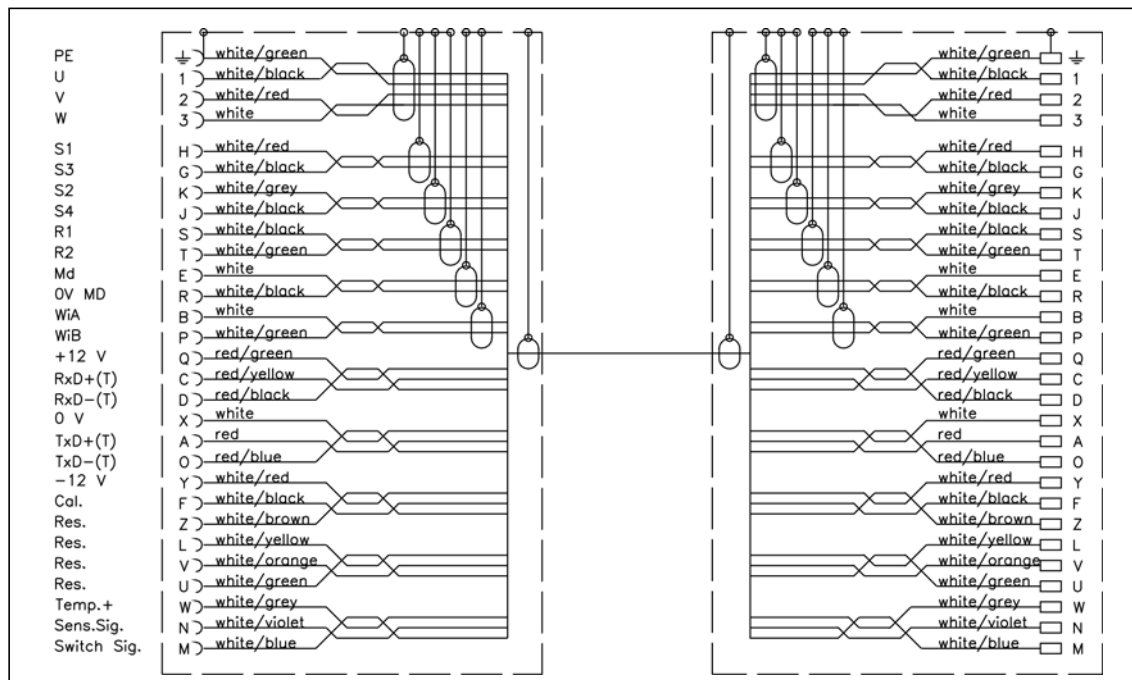 PE ⏚ white/green white/green ⏚
U 1 white/black white/black 1
V 2 white/red white/red 2
W 3 white white 3
S1 H white/red white/red H
S3 G white/black white/black G
S2 K white/grey white/grey K
S4 J white/black white/black J
R1 S white/black white/black S
R2 T white/green white/green T
Md E white white E
0V MD R white/black white/black R
WiA B white white B
WiB P white/green white/green P
+12 V Q red/green red/green Q
RxD+(T) C red/yellow red/yellow C
RxD-(T) D red/black red/black D
0 V X white white X
TxD+(T) A red red A
TxD-(T) O red/blue red/blue O
-12 V Y white/red white/red Y
Cal. F white/black white/black F
Res. Z white/brown white/brown Z
Res. L white/yellow white/yellow L
Res. V white/orange white/orange V
Res. U white/green white/green U
Temp.+ W white/grey white/grey W
Sens.Sig. N white/violet white/violet N
Switch Sig. M white/blue white/blue M